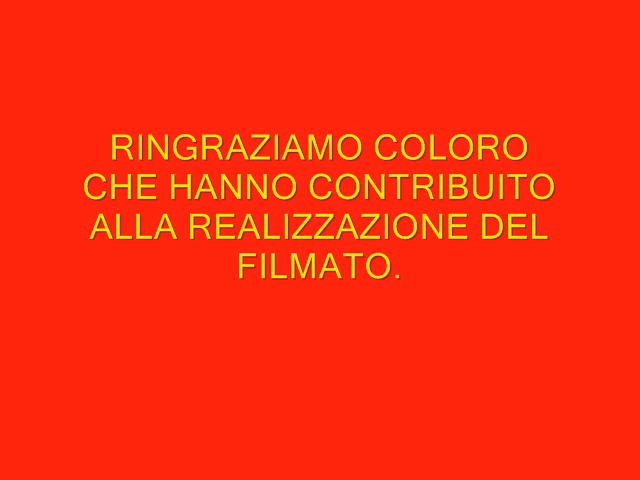 RINGRAZIAMO COLORO
CHE HANNO CONTRIBUITO
ALLA REALIZZAZIONE DEL
FILMATO.